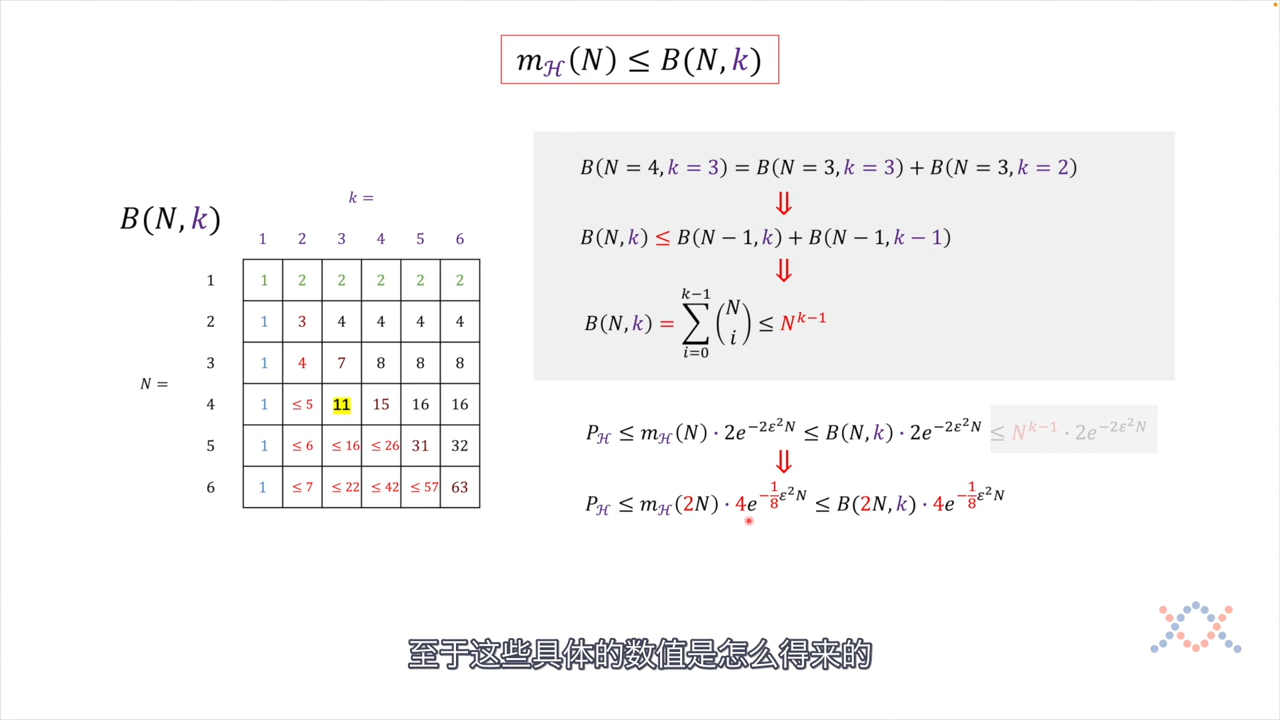 m_ℋ(N) ≤ B(N, k)
B(N, k)
k =
1 2 3 4 5 6
N =
1 1 2 2 2 2 2
2 1 3 4 4 4 4
3 1 4 7 8 8 8
4 1 ≤ 5 11 15 16 16
5 1 ≤ 6 ≤ 16 ≤ 26 31 32
6 1 ≤ 7 ≤ 22 ≤ 42 ≤ 57 63
B(N = 4, k = 3) = B(N = 3, k = 3) + B(N = 3, k = 2)
⇓
B(N, k) ≤ B(N − 1, k) + B(N − 1, k − 1)
⇓
B(N, k) = ∑_{i=0}^{k−1} (N i) ≤ N^{k−1}
P_ℋ ≤ m_ℋ(N) · 2e^{−2ε²N} ≤ B(N, k) · 2e^{−2ε²N} ≤ N^{k−1} · 2e^{−2ε²N}
⇓
P_ℋ ≤ m_ℋ(2N) · 4e^{−1/8 ε²N} ≤ B(2N, k) · 4e^{−1/8 ε²N}
至于这些具体的数值是怎么得来的